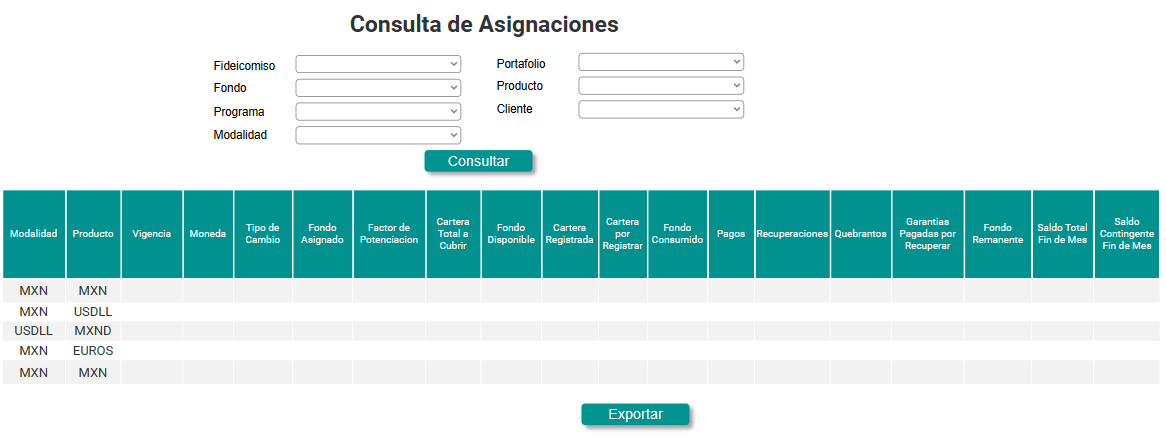 Consulta de Asignaciones
Fideicomiso
Portafolio
Fondo
Producto
Programa
Cliente
Modalidad
Consultar
Modalidad Producto Vigencia Moneda Tipo de Cambio Fondo Asignado Factor de Potenciacion Cartera Total a Cubrir Fondo Disponible Cartera Registrada Cartera por Registrar Fondo Consumido Pagos Recuperaciones Quebrantos Garantias Pagadas por Recuperar Fondo Remanente Saldo Total Fin de Mes Saldo Contingente Fin de Mes
MXN MXN
MXN USDLL
USDLL MXND
MXN EUROS
MXN MXN
Exportar